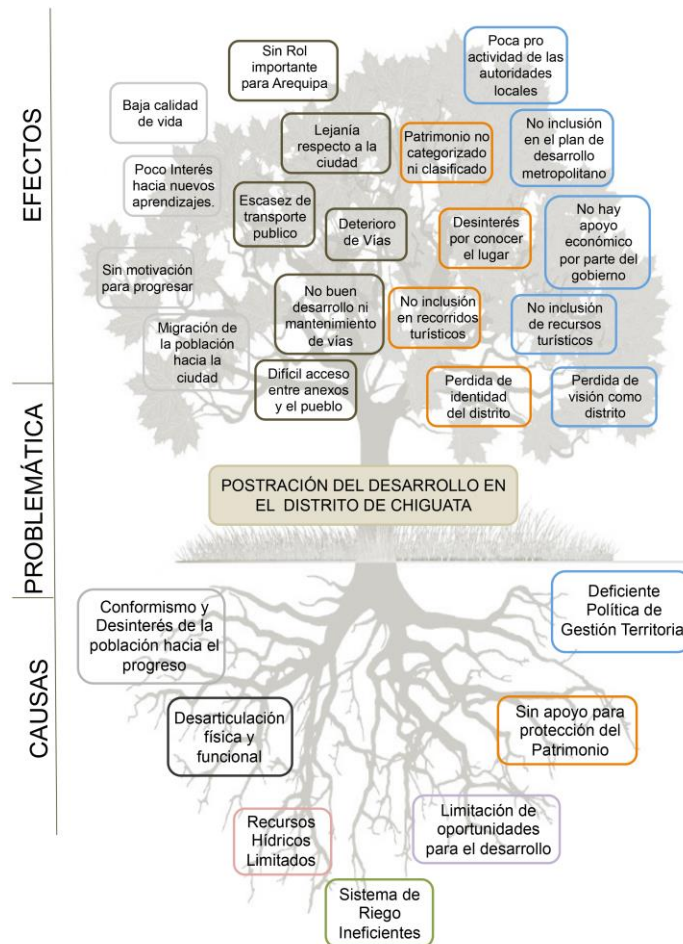 EFECTOS
Sin Rol
importante
para Arequipa
Poca pro
actividad de las
autoridades
locales
Baja calidad
de vida
Lejanía
respecto a la
ciudad
Patrimonio no
categorizado
ni clasificado
No inclusión
en el plan de
desarrollo
metropolitano
Poco Interés
hacia nuevos
aprendizajes.
Escasez de
transporte
publico
Deterioro
de Vías
Desinterés
por conocer
el lugar
No hay
apoyo
económico
por parte del
gobierno
Sin motivación
para progresar
No buen
desarrollo ni
mantenimiento
de vías
No inclusión
en recorridos
turísticos
No inclusión
de recursos
turísticos
Migración de
la población
hacia la
ciudad
Difícil acceso
entre anexos
y el pueblo
Perdida de
identidad
del distrito
Perdida de
visión como
distrito
PROBLEMÁTICA
POSTRACIÓN DEL DESARROLLO EN
EL DISTRITO DE CHIGUATA
CAUSAS
Conformismo y
Desinterés de la
población hacia el
progreso
Deficiente
Política de
Gestión Territoria
Desarticulación
física y
funcional
Sin apoyo para
protección del
Patrimonio
Recursos
Hídricos
Limitados
Limitación de
oportunidades
para el desarrollo
Sistema de
Riego
Ineficientes